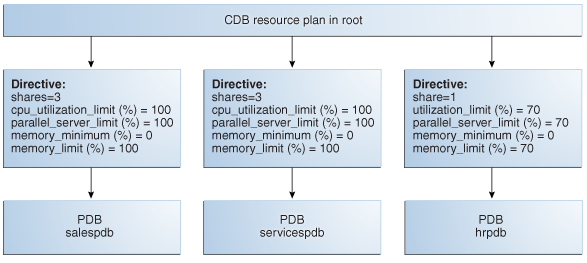 CDB resource plan in root
Directive:
shares=3
cpu_utilization_limit (%) = 100
parallel_server_limit (%) = 100
memory_minimum (%) = 0
memory_limit (%) = 100
Directive:
shares=3
cpu_utilization_limit (%) = 100
parallel_server_limit (%) = 100
memory_minimum (%) = 0
memory_limit (%) = 100
Directive:
share=1
utilization_limit (%) = 70
parallel_server_limit (%) = 70
memory_minimum (%) = 0
memory_limit (%) = 70
PDB
salespdb
PDB
servicespdb
PDB
hrpdb